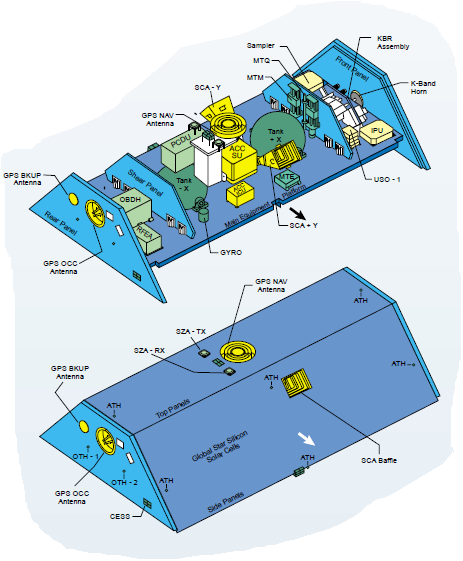 Sampler
KBR
Assembly
MTQ
MTM
Front Panel
K-Band
Horn
SCA - Y
GPS NAV
Antenna
PCDU
Tank
+ X
ACC
SU
IPU
GPS BKUP
Antenna
Shear Panel
Tank
- X
MTE
USO - 1
OBDH
Rear Panel
RFEA
Main Equipment
Platform
SCA + Y
GPS OCC
Antenna
GYRO
GPS NAV
Antenna
ATH
SZA - TX
SZA - RX
GPS BKUP
Antenna
ATH
ATH
ATH
Top Panels
Global Star Silicon
Solar Cells
OTH - 1
SCA Baffle
ATH
OTH - 2
ATH
GPS OCC
Antenna
Side Panels
CESS